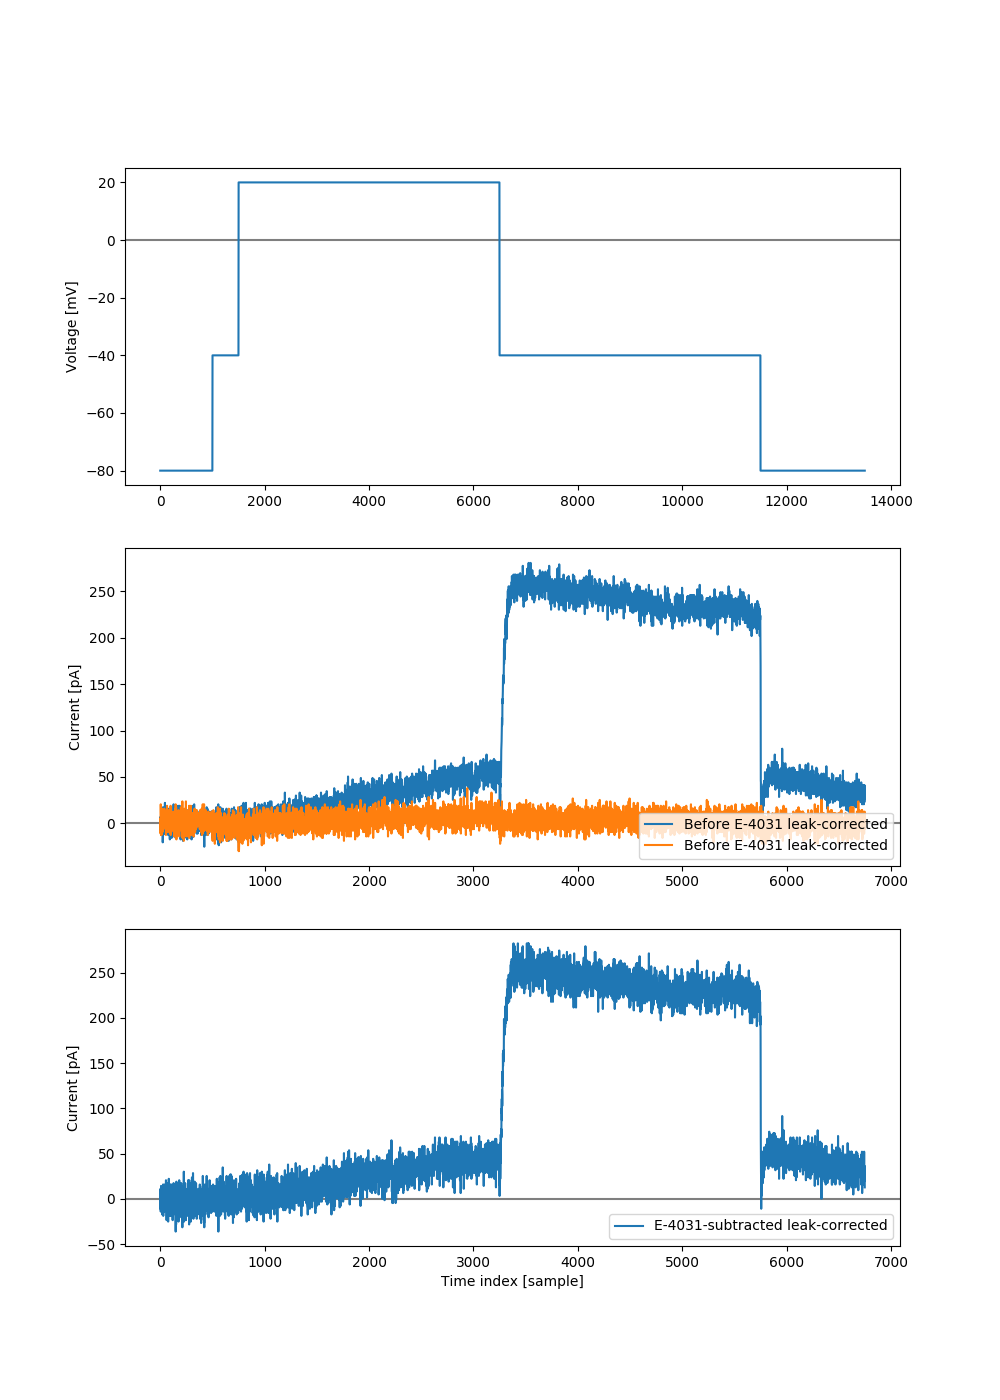 20
0
−20
−40
−60
−80
Voltage [mV]
0 2000 4000 6000 8000 10000 12000 14000
250
200
150
100
50
0
Current [pA]
Before E-4031 leak-corrected
Before E-4031 leak-corrected
0 1000 2000 3000 4000 5000 6000 7000
250
200
150
100
50
0
−50
Current [pA]
E-4031-subtracted leak-corrected
0 1000 2000 3000 4000 5000 6000 7000
Time index [sample]